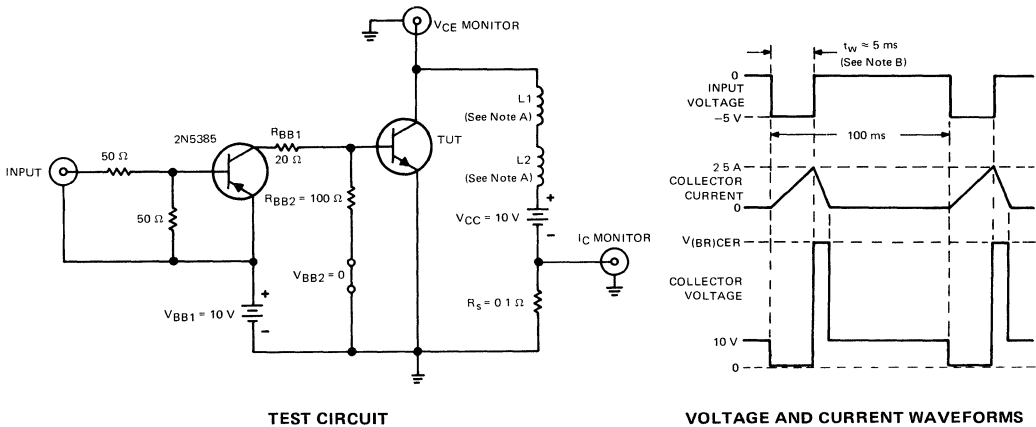 VCE MONITOR
L1
(See Note A)
L2
(See Note A)
2N5385
RBB1
20 Ω
TUT
INPUT
50 Ω
50 Ω
RBB2 = 100 Ω
VBB2 = 0
+
VCC = 10 V
-
IC MONITOR
RS = 0 1 Ω
+
VBB1 = 10 V
-
TEST CIRCUIT
tw ≈ 5 ms
(See Note B)
0
INPUT
VOLTAGE
-5 V
100 ms
2 5 A
COLLECTOR
CURRENT
0
V(BR)CER
COLLECTOR
VOLTAGE
10 V
0
VOLTAGE AND CURRENT WAVEFORMS